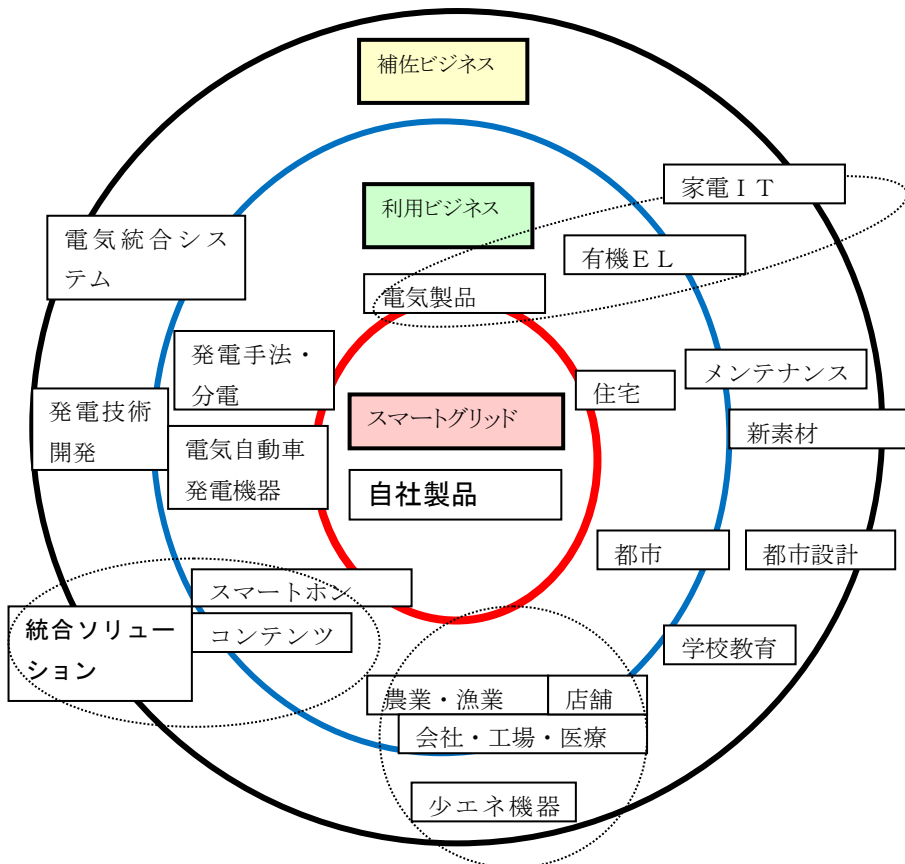 補佐ビジネス
家電ＩＴ
利用ビジネス
電気統合シス
テム
有機ＥＬ
電気製品
発電手法・
分電
メンテナンス
住宅
発電技術
開発
スマートグリッド
新素材
電気自動車
発電機器
自社製品
都市
都市設計
スマートホン
統合ソリュー
ション
コンテンツ
学校教育
農業・漁業
店舗
会社・工場・医療
少エネ機器